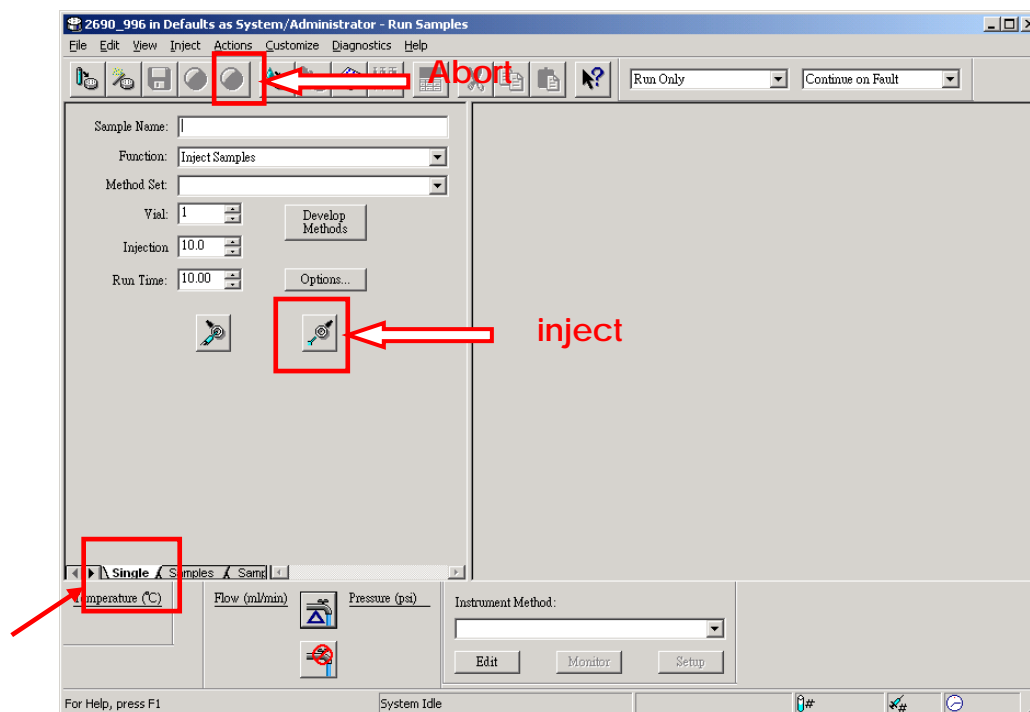 2690_996 in Defaults as System/Administrator - Run Samples
File Edit View Inject Actions Customize Diagnostics Help
Abort
Run Only
Continue on Fault
Sample Name:
Function: Inject Samples
Method Set:
Vial: 1
Develop
Methods
Injection 10.0
Run Time: 10.00
Options...
inject
Single Samples Samp
Temperature (°C)
Flow (ml/min)
Pressure (psi)
Instrument Method:
Edit
Monitor
Setup
For Help, press F1
System Idle
#
#